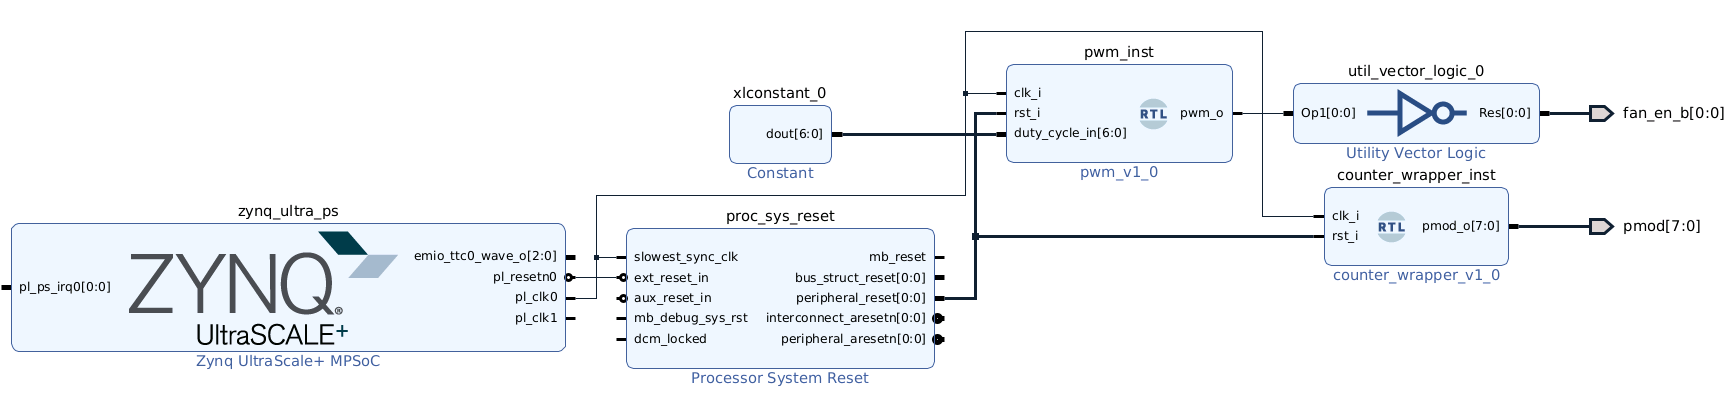 pwm_inst
clk_i
rst_i
duty_cycle_in[6:0]
RTL
pwm_o
pwm_v1_0
util_vector_logic_0
Op1[0:0]
Res[0:0]
Utility Vector Logic
fan_en_b[0:0]
xlconstant_0
dout[6:0]
Constant
counter_wrapper_inst
clk_i
rst_i
RTL
pmod_o[7:0]
counter_wrapper_v1_0
pmod[7:0]
zynq_ultra_ps
pl_ps_irq0[0:0]
ZYNQ®
UltraSCALE+
emio_ttc0_wave_o[2:0]
pl_resetn0
pl_clk0
pl_clk1
Zynq UltraScale+ MPSoC
proc_sys_reset
slowest_sync_clk
ext_reset_in
aux_reset_in
mb_debug_sys_rst
dcm_locked
mb_reset
bus_struct_reset[0:0]
peripheral_reset[0:0]
interconnect_aresetn[0:0]
peripheral_aresetn[0:0]
Processor System Reset